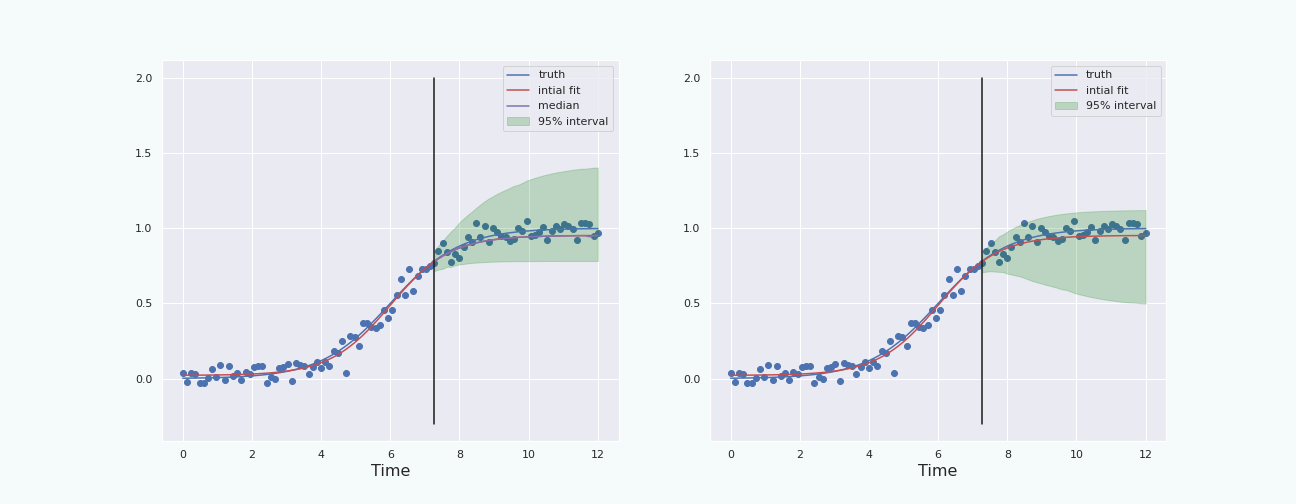 2.0
1.5
1.0
0.5
0.0
0 2 4 6 8 10 12
Time
truth
intial fit
median
95% interval
2.0
1.5
1.0
0.5
0.0
0 2 4 6 8 10 12
Time
truth
intial fit
95% interval